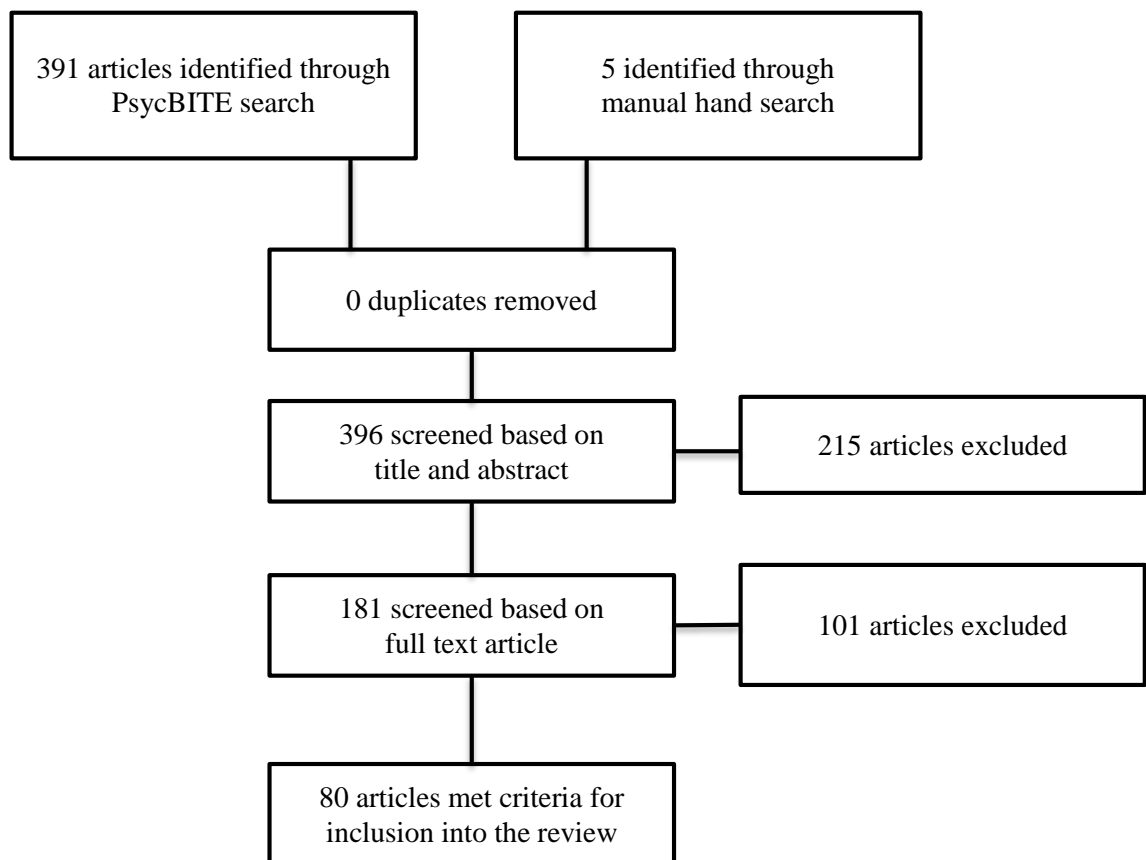 391 articles identified through
PsycBITE search
5 identified through
manual hand search
0 duplicates removed
396 screened based on
title and abstract
215 articles excluded
181 screened based on
full text article
101 articles excluded
80 articles met criteria for
inclusion into the review